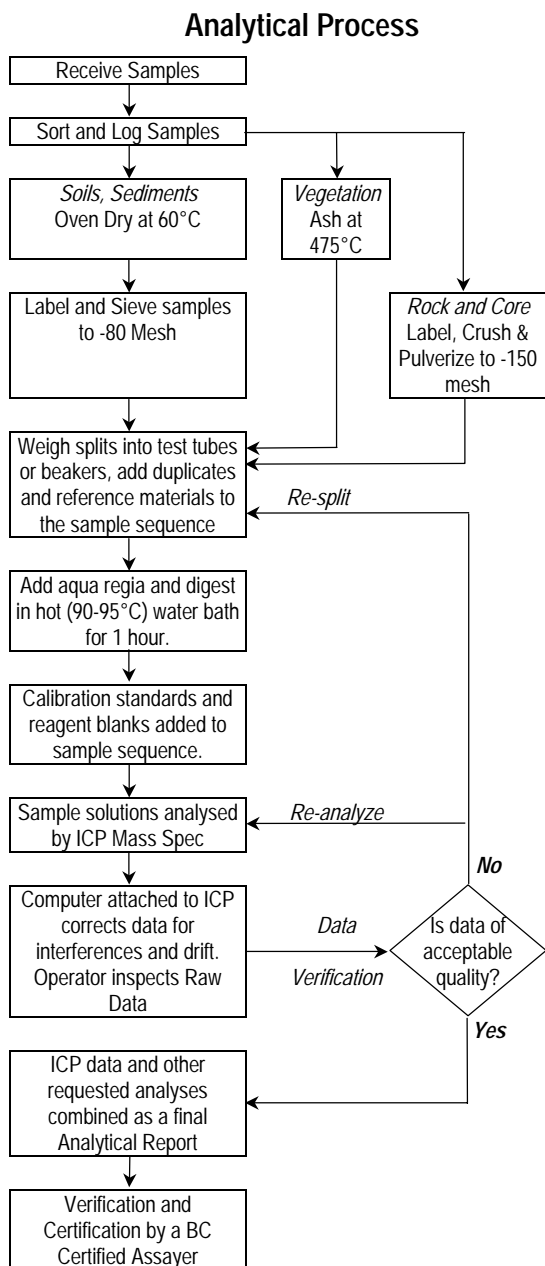 Analytical Process
Receive Samples
Sort and Log Samples
Soils, Sediments
Oven Dry at 60°C
Vegetation
Ash at
475°C
Label and Sieve samples
to -80 Mesh
Rock and Core
Label, Crush &
Pulverize to -150
mesh
Weigh splits into test tubes
or beakers, add duplicates
and reference materials to
the sample sequence
Re-split
Add aqua regia and digest
in hot (90-95°C) water bath
for 1 hour.
Calibration standards and
reagent blanks added to
sample sequence.
Sample solutions analysed
by ICP Mass Spec
Re-analyze
No
Computer attached to ICP
corrects data for
interferences and drift.
Operator inspects Raw
Data
Data
Verification
Is data of
acceptable
quality?
Yes
ICP data and other
requested analyses
combined as a final
Analytical Report
Verification and
Certification by a BC
Certified Assayer